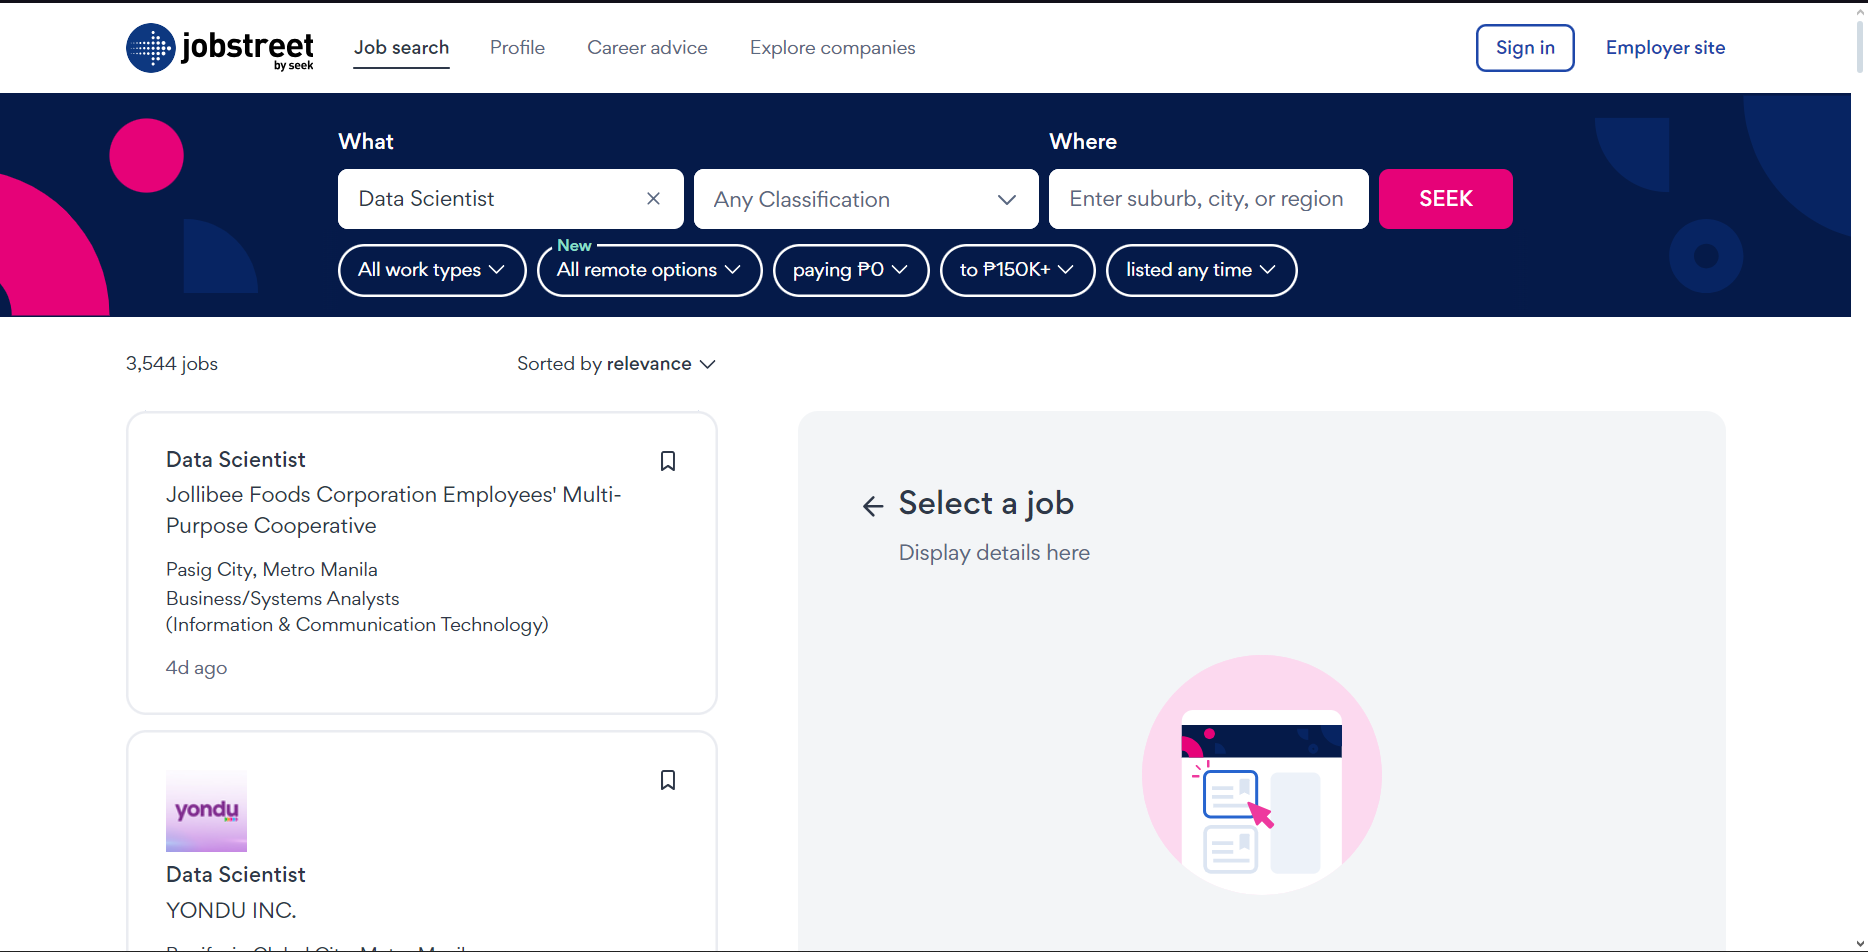 jobstreet
by seek
Job search
Profile
Career advice
Explore companies
Sign in
Employer site
What
Where
Data Scientist
Any Classification
Enter suburb, city, or region
SEEK
New
All work types
All remote options
paying ₱0
to ₱150K+
listed any time
3,544 jobs
Sorted by relevance
Data Scientist
Jollibee Foods Corporation Employees' Multi-
Purpose Cooperative
Pasig City, Metro Manila
Business/Systems Analysts
(Information & Communication Technology)
4d ago
Select a job
Display details here
yondu
Data Scientist
YONDU INC.